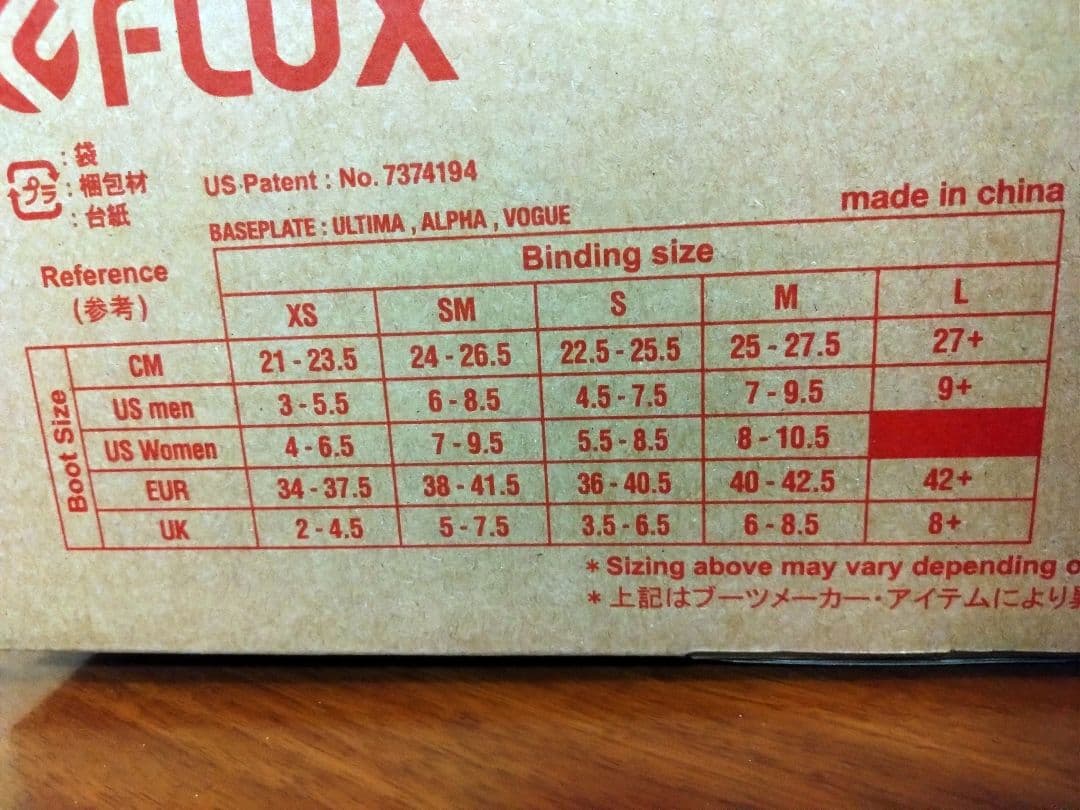 FLUX
: 袋
プラ : 梱包材
: 台紙
US Patent : No. 7374194
made in china
BASEPLATE : ULTIMA , ALPHA , VOGUE
Reference
(参考)
Binding size
XS SM S M L
Boot Size
CM 21 - 23.5 24 - 26.5 22.5 - 25.5 25 - 27.5 27+
US men 3 - 5.5 6 - 8.5 4.5 - 7.5 7 - 9.5 9+
US Women 4 - 6.5 7 - 9.5 5.5 - 8.5 8 - 10.5
EUR 34 - 37.5 38 - 41.5 36 - 40.5 40 - 42.5 42+
UK 2 - 4.5 5 - 7.5 3.5 - 6.5 6 - 8.5 8+
* Sizing above may vary depending
* 上記はブーツメーカー・アイテムにより